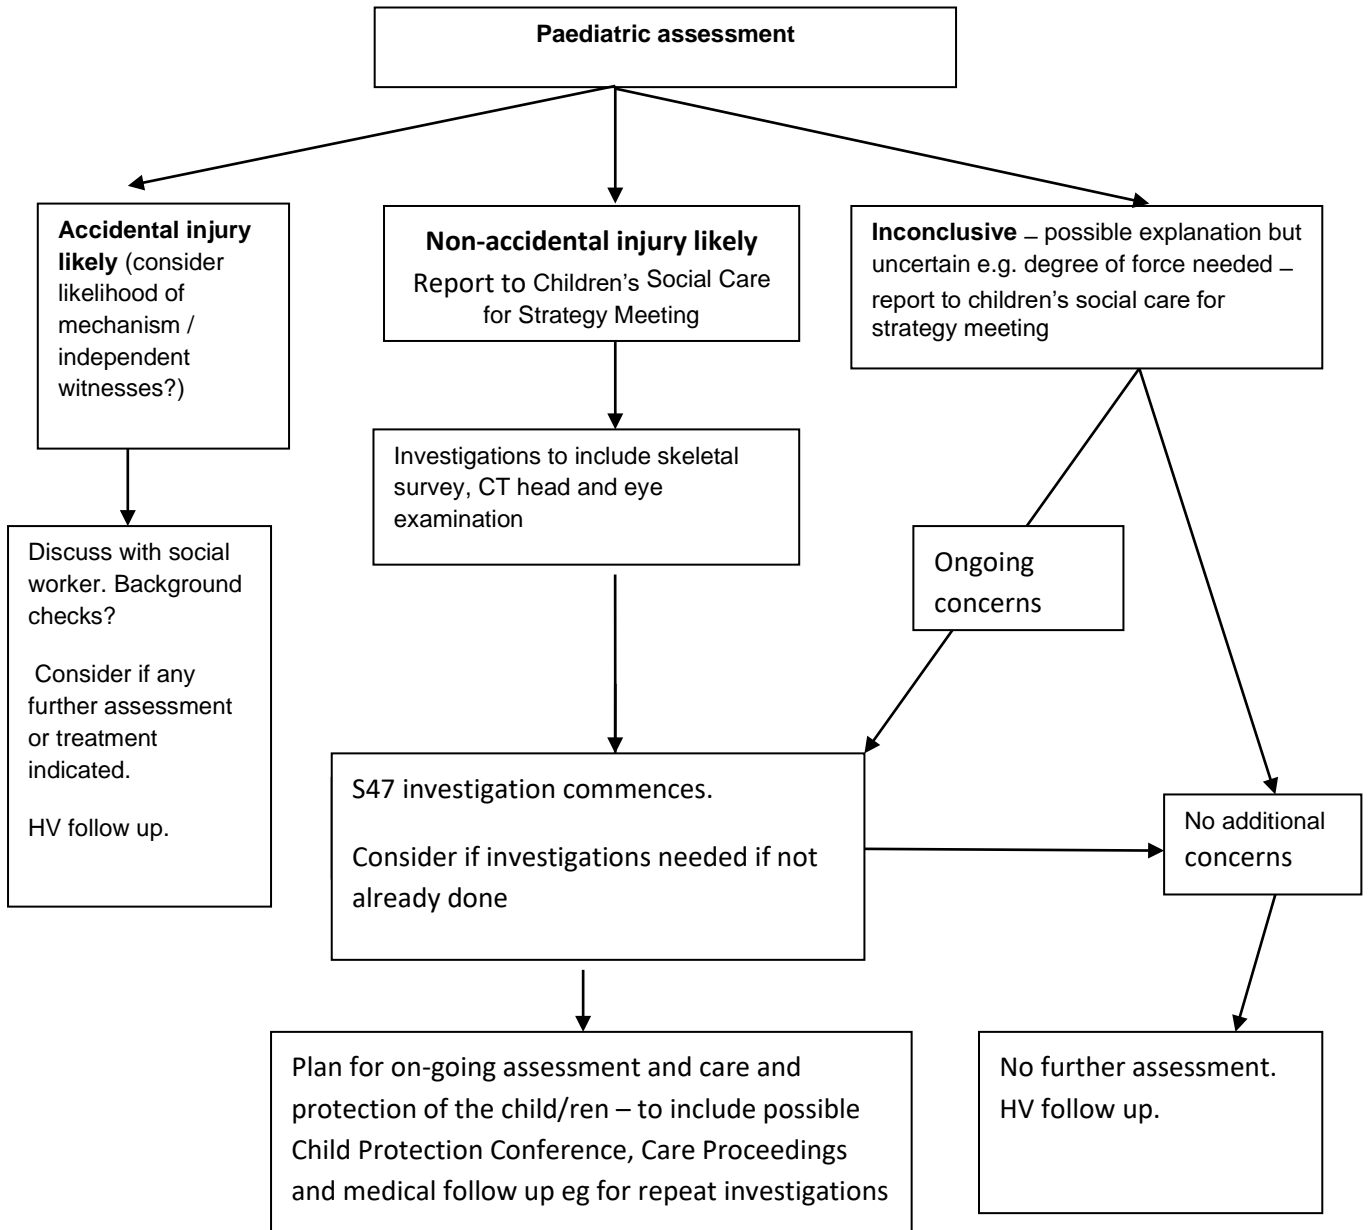 Paediatric assessment
Accidental injury
likely (consider
likelihood of
mechanism /
independent
witnesses?)
Non-accidental injury likely
Report to Children’s Social Care
for Strategy Meeting
Inconclusive – possible explanation but
uncertain e.g. degree of force needed –
report to children’s social care for
strategy meeting
Investigations to include skeletal
survey, CT head and eye
examination
Discuss with social
worker. Background
checks?
Consider if any
further assessment
or treatment
indicated.
HV follow up.
Ongoing
concerns
S47 investigation commences.
Consider if investigations needed if not
already done
No additional
concerns
Plan for on-going assessment and care and
protection of the child/ren – to include possible
Child Protection Conference, Care Proceedings
and medical follow up eg for repeat investigations
No further assessment.
HV follow up.